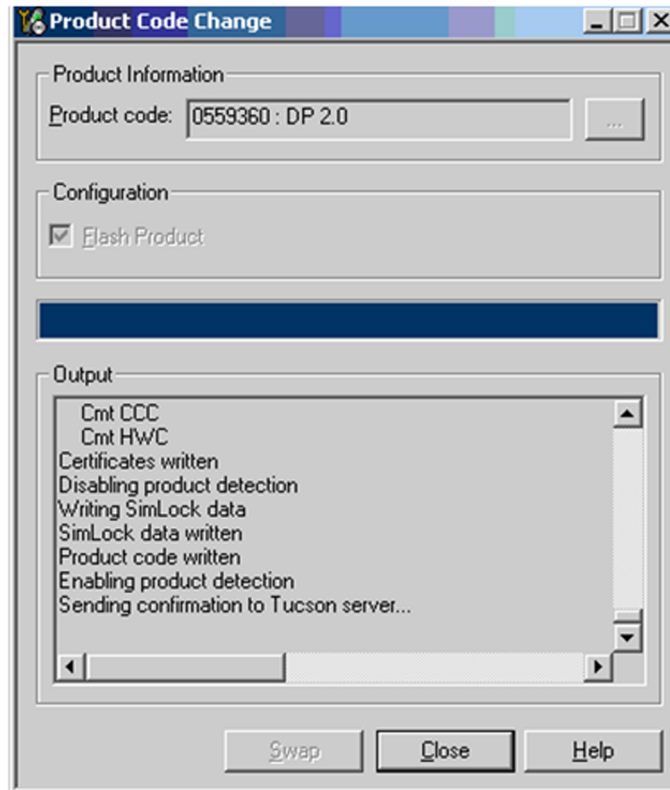 Product Code Change
Product Information
Product code: 0559360 : DP 2.0
...
Configuration
Flash Product
Output
Cmt CCC
Cmt HWC
Certificates written
Disabling product detection
Writing SimLock data
SimLock data written
Product code written
Enabling product detection
Sending confirmation to Tucson server...
Swap Close Help